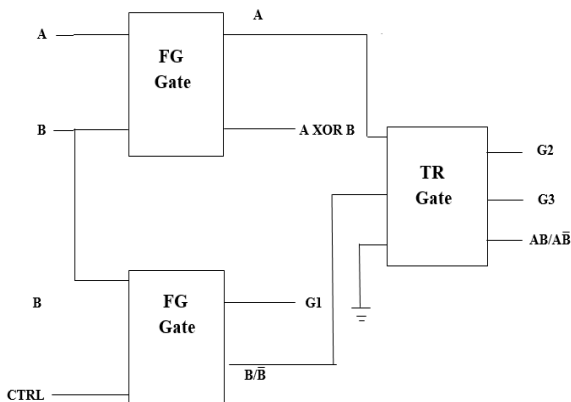 A
A
FG
Gate
B
A XOR B
TR
Gate
G2
G3
AB/AB̅
B
FG
Gate
G1
B/B̅
CTRL